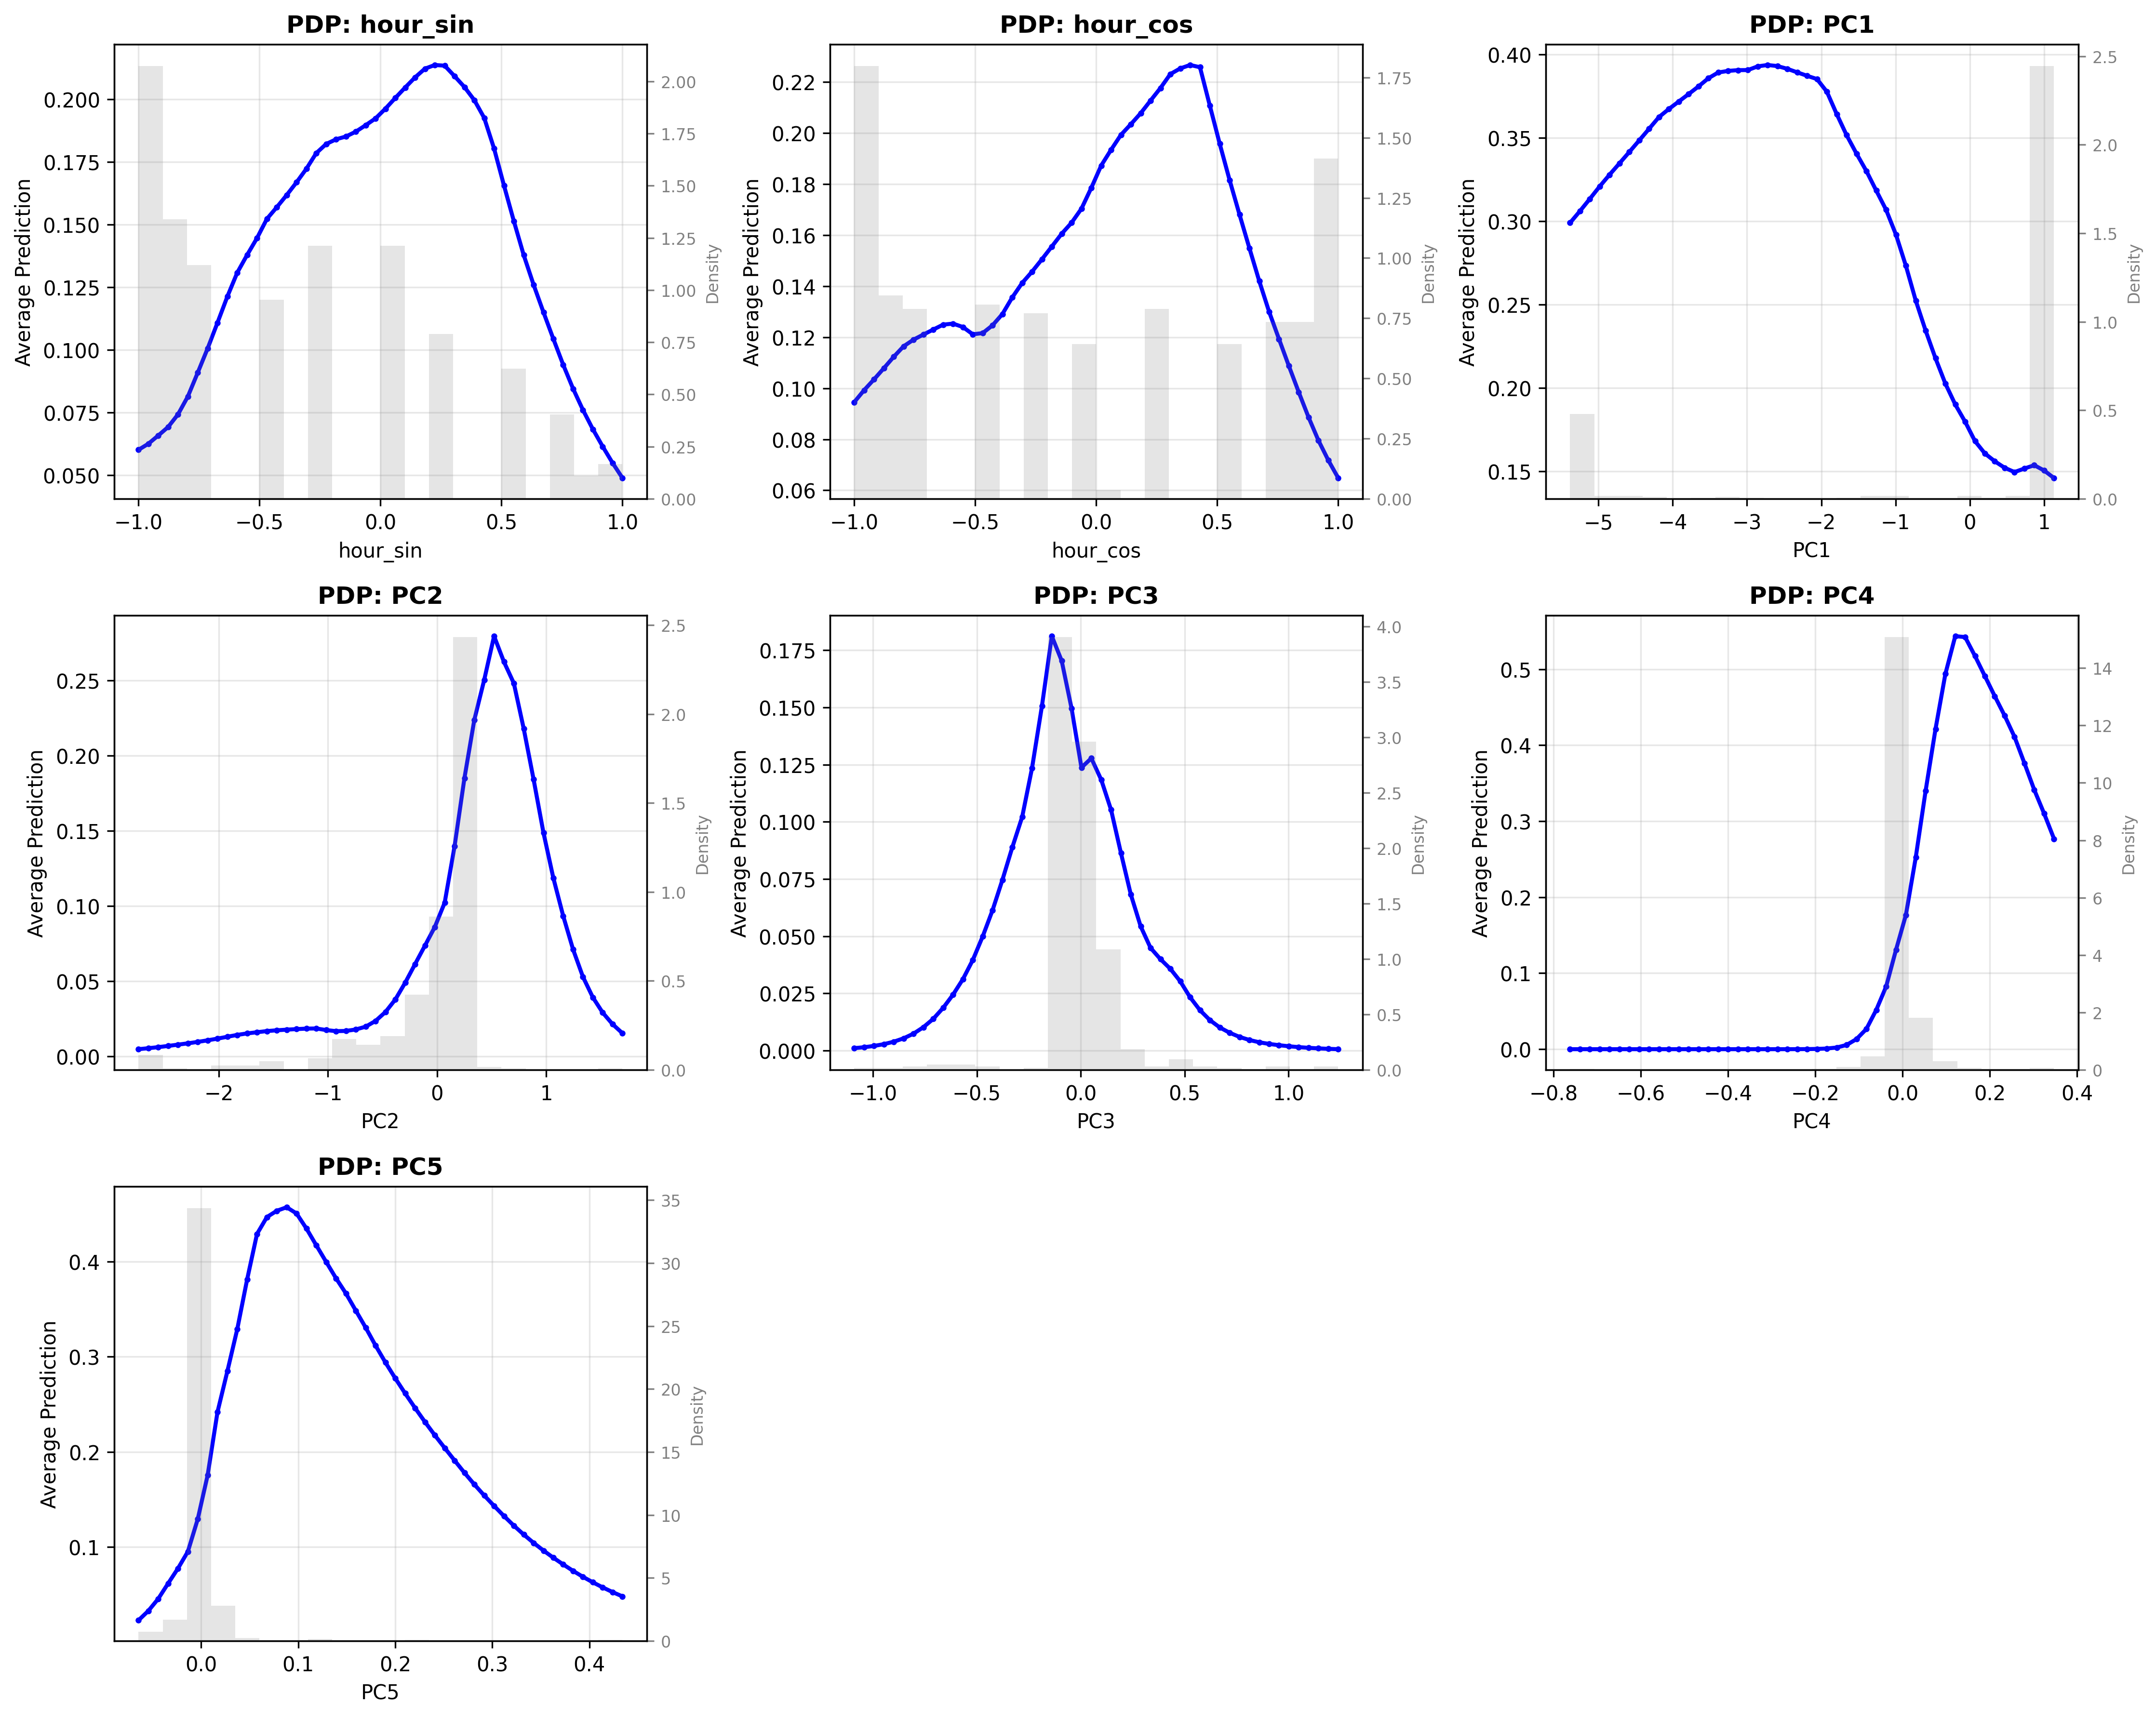 PDP: hour_sin
0.200
0.175
0.150
0.125
0.100
0.075
0.050
Average Prediction
2.00
1.75
1.50
1.25
1.00
0.75
0.50
0.25
0.00
Density
−1.0 −0.5 0.0 0.5 1.0
hour_sin
PDP: hour_cos
0.22
0.20
0.18
0.16
0.14
0.12
0.10
0.08
0.06
Average Prediction
1.75
1.50
1.25
1.00
0.75
0.50
0.25
0.00
Density
−1.0 −0.5 0.0 0.5 1.0
hour_cos
PDP: PC1
0.40
0.35
0.30
0.25
0.20
0.15
Average Prediction
2.5
2.0
1.5
1.0
0.5
0.0
Density
−5 −4 −3 −2 −1 0 1
PC1
PDP: PC2
0.25
0.20
0.15
0.10
0.05
0.00
Average Prediction
2.5
2.0
1.5
1.0
0.5
0.0
Density
−2 −1 0 1
PC2
PDP: PC3
0.175
0.150
0.125
0.100
0.075
0.050
0.025
0.000
Average Prediction
4.0
3.5
3.0
2.5
2.0
1.5
1.0
0.5
0.0
Density
−1.0 −0.5 0.0 0.5 1.0
PC3
PDP: PC4
0.5
0.4
0.3
0.2
0.1
0.0
Average Prediction
14
12
10
8
6
4
2
0
Density
−0.8 −0.6 −0.4 −0.2 0.0 0.2 0.4
PC4
PDP: PC5
0.4
0.3
0.2
0.1
Average Prediction
35
30
25
20
15
10
5
0
Density
0.0 0.1 0.2 0.3 0.4
PC5